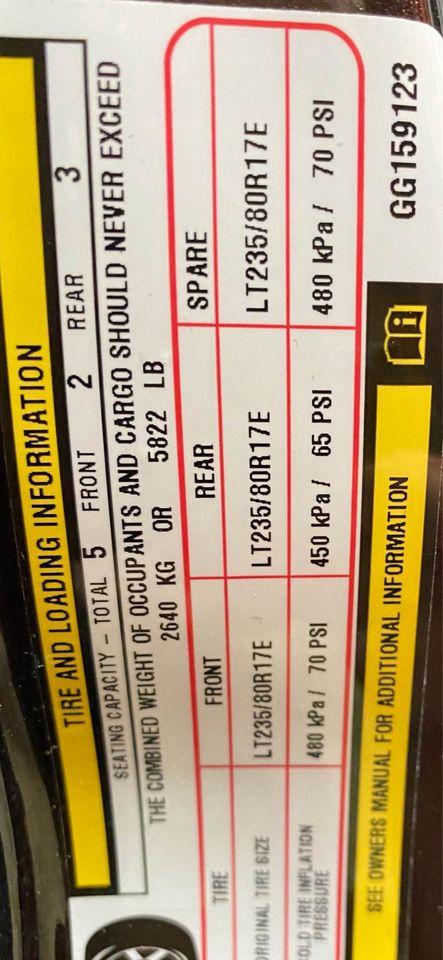 TIRE AND LOADING INFORMATION
SEATING CAPACITY - TOTAL 5 FRONT 2 REAR 3
THE COMBINED WEIGHT OF OCCUPANTS AND CARGO SHOULD NEVER EXCEED
2640 KG OR 5822 LB
TIRE FRONT REAR SPARE
ORIGINAL TIRE SIZE LT235/80R17E LT235/80R17E LT235/80R17E
COLD TIRE INFLATION
PRESSURE 480 kPa / 70 PSI 450 kPa / 65 PSI 480 kPa / 70 PSI
SEE OWNERS MANUAL FOR ADDITIONAL INFORMATION
GG159123